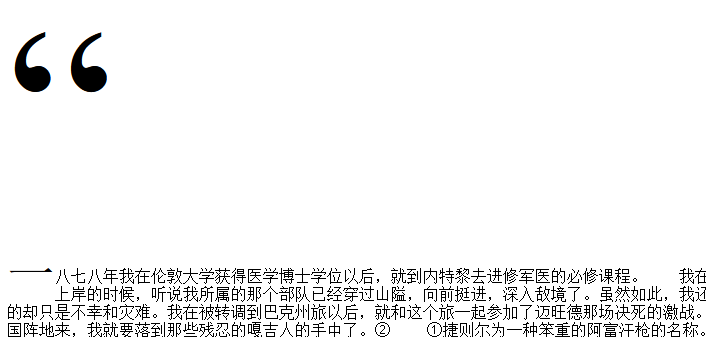 “
一八七八年我在伦敦大学获得医学博士学位以后，就到内特黎去进修军医的必修课程。 我在
上岸的时候，听说我所属的那个部队已经穿过山隘，向前挺进，深入敌境了。虽然如此，我还
的却只是不幸和灾难。我在被转调到巴克州旅以后，就和这个旅一起参加了迈旺德那场决死的激战。
国阵地来，我就要落到那些残忍的嘎吉人的手中了。② ①捷则尔为一种笨重的阿富汗枪的名称。